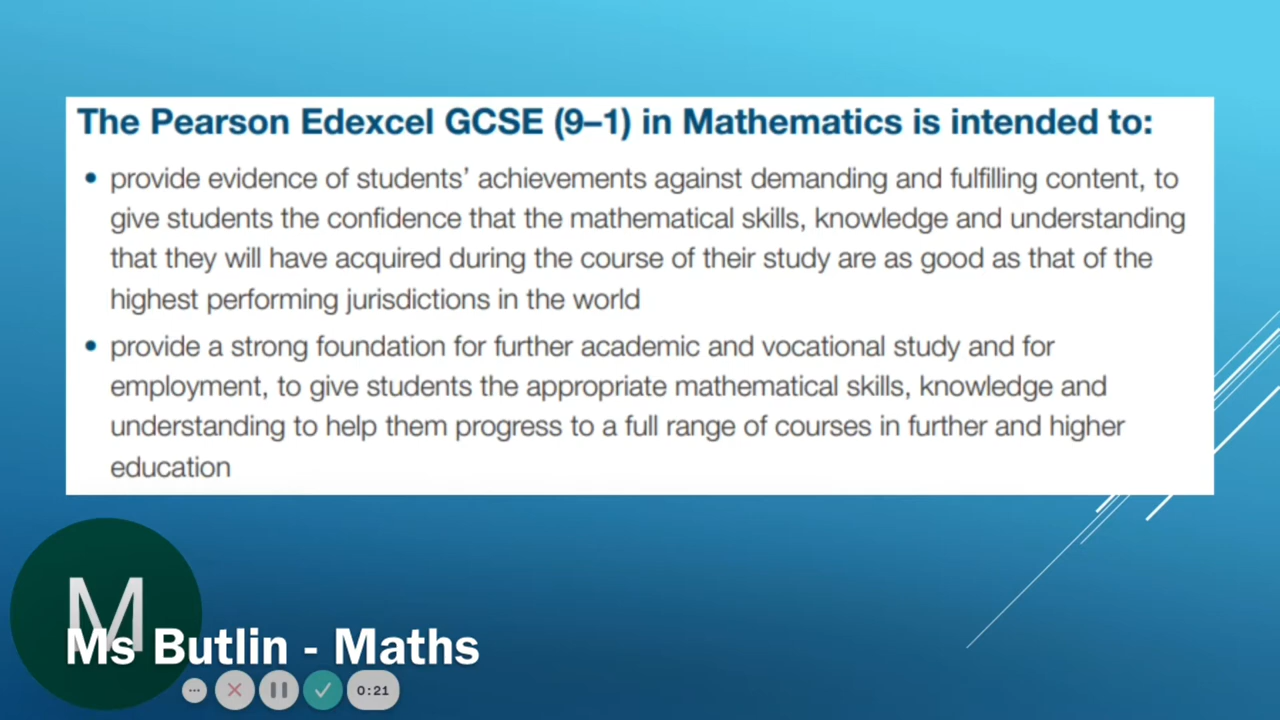 The Pearson Edexcel GCSE (9–1) in Mathematics is intended to:
• provide evidence of students’ achievements against demanding and fulfilling content, to
give students the confidence that the mathematical skills, knowledge and understanding
that they will have acquired during the course of their study are as good as that of the
highest performing jurisdictions in the world
• provide a strong foundation for further academic and vocational study and for
employment, to give students the appropriate mathematical skills, knowledge and
understanding to help them progress to a full range of courses in further and higher
education
M
Ms Butlin - Maths
0:21